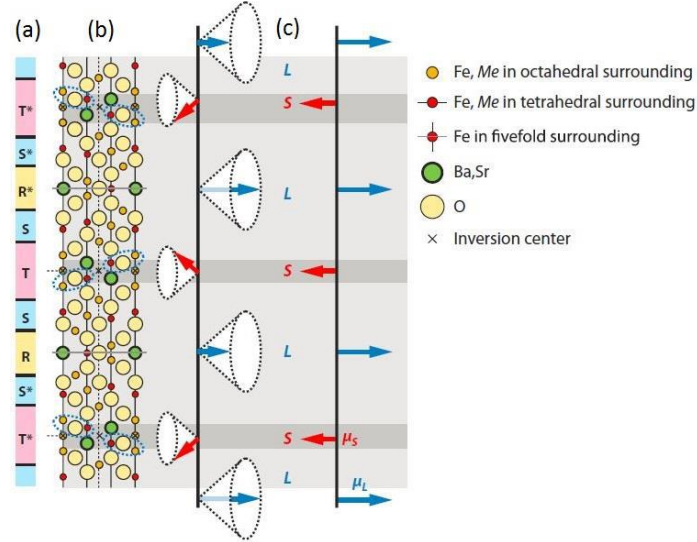 (a)
(b)
(c)
L
T*
S
S*
R*
L
S
T
S
S
L
R
S*
T*
S
μS
L
μL
Fe, Me in octahedral surrounding
Fe, Me in tetrahedral surrounding
Fe in fivefold surrounding
Ba,Sr
O
Inversion center